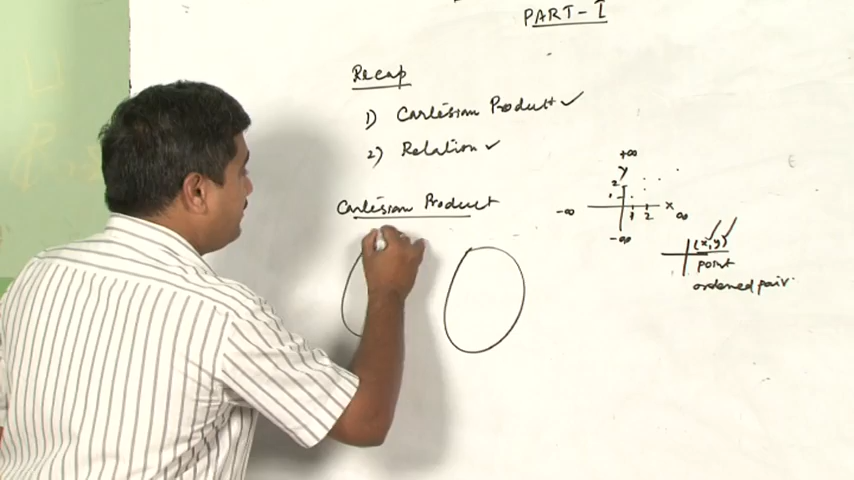 PART-I
Recap
1) Cartesian Product ✓
2) Relation ✓
Cartesian Product
+∞
y
2
1
-∞
1 2
x
∞
-∞
(x,y)
point
ordered pair.